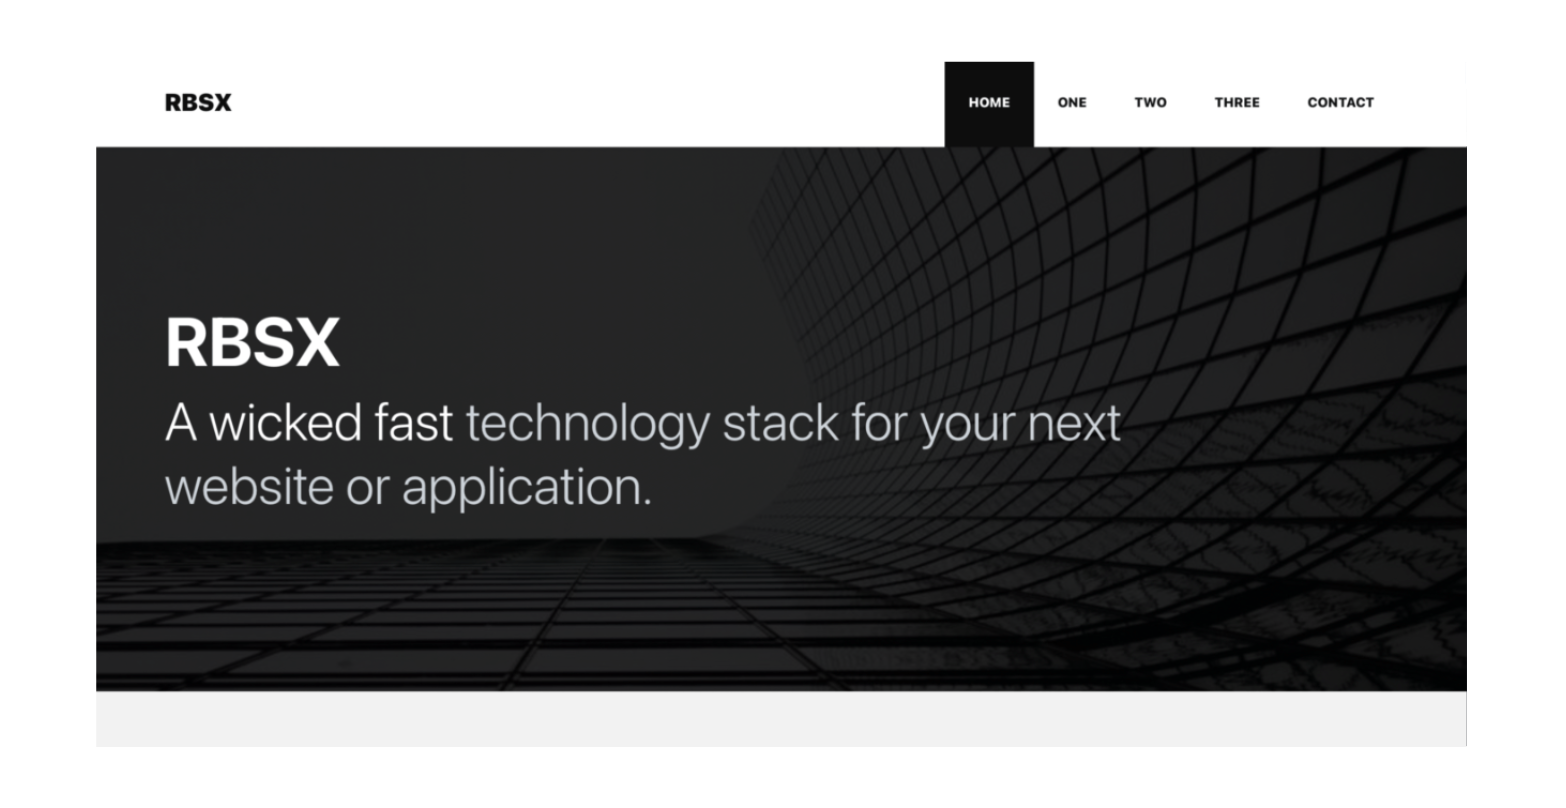 RBSX
HOME ONE TWO THREE CONTACT
RBSX
A wicked fast technology stack for your next
website or application.